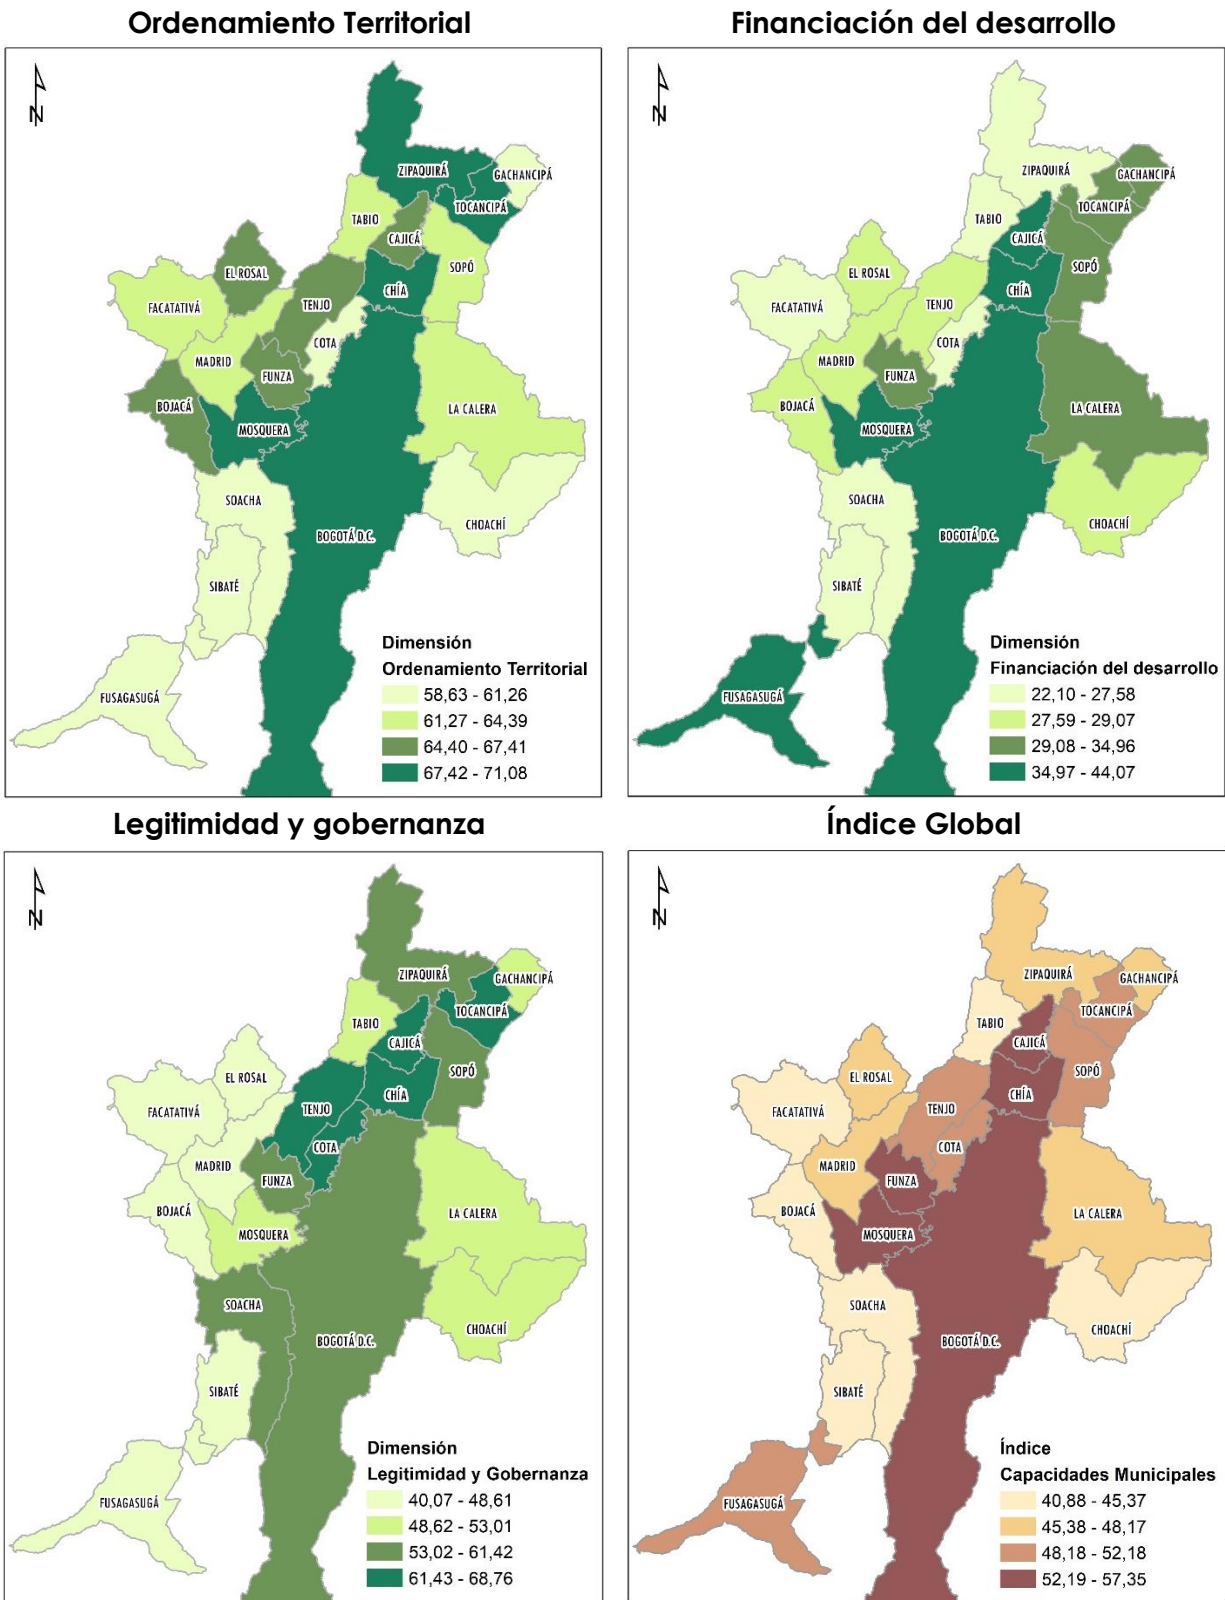 Ordenamiento Territorial
N
ZIPAQUIRÁ
GACHANCIPÁ
TOCANCIPÁ
TABIO
CAJICÁ
SOPÓ
EL ROSAL
CHÍA
FACATATIVÁ
TENJO
COTA
MADRID
FUNZA
BOJACÁ
LA CALERA
MOSQUERA
SOACHA
CHOACHÍ
BOGOTÁ D.C.
SIBATÉ
FUSAGASUGÁ
Dimensión
Ordenamiento Territorial
58,63 - 61,26
61,27 - 64,39
64,40 - 67,41
67,42 - 71,08
Financiación del desarrollo
N
ZIPAQUIRÁ
GACHANCIPÁ
TOCANCIPÁ
TABIO
CAJICÁ
SOPÓ
EL ROSAL
CHÍA
FACATATIVÁ
TENJO
COTA
MADRID
FUNZA
BOJACÁ
LA CALERA
MOSQUERA
SOACHA
CHOACHÍ
BOGOTÁ D.C.
SIBATÉ
FUSAGASUGÁ
Dimensión
Financiación del desarrollo
22,10 - 27,58
27,59 - 29,07
29,08 - 34,96
34,97 - 44,07
Legitimidad y gobernanza
N
ZIPAQUIRÁ
GACHANCIPÁ
TOCANCIPÁ
TABIO
CAJICÁ
SOPÓ
EL ROSAL
CHÍA
FACATATIVÁ
TENJO
COTA
MADRID
FUNZA
BOJACÁ
LA CALERA
MOSQUERA
SOACHA
CHOACHÍ
BOGOTÁ D.C.
SIBATÉ
FUSAGASUGÁ
Dimensión
Legitimidad y Gobernanza
40,07 - 48,61
48,62 - 53,01
53,02 - 61,42
61,43 - 68,76
Índice Global
N
ZIPAQUIRÁ
GACHANCIPÁ
TOCANCIPÁ
TABIO
CAJICÁ
SOPÓ
EL ROSAL
CHÍA
FACATATIVÁ
TENJO
COTA
MADRID
FUNZA
BOJACÁ
LA CALERA
MOSQUERA
SOACHA
CHOACHÍ
BOGOTÁ D.C.
SIBATÉ
FUSAGASUGÁ
Índice
Capacidades Municipales
40,88 - 45,37
45,38 - 48,17
48,18 - 52,18
52,19 - 57,35